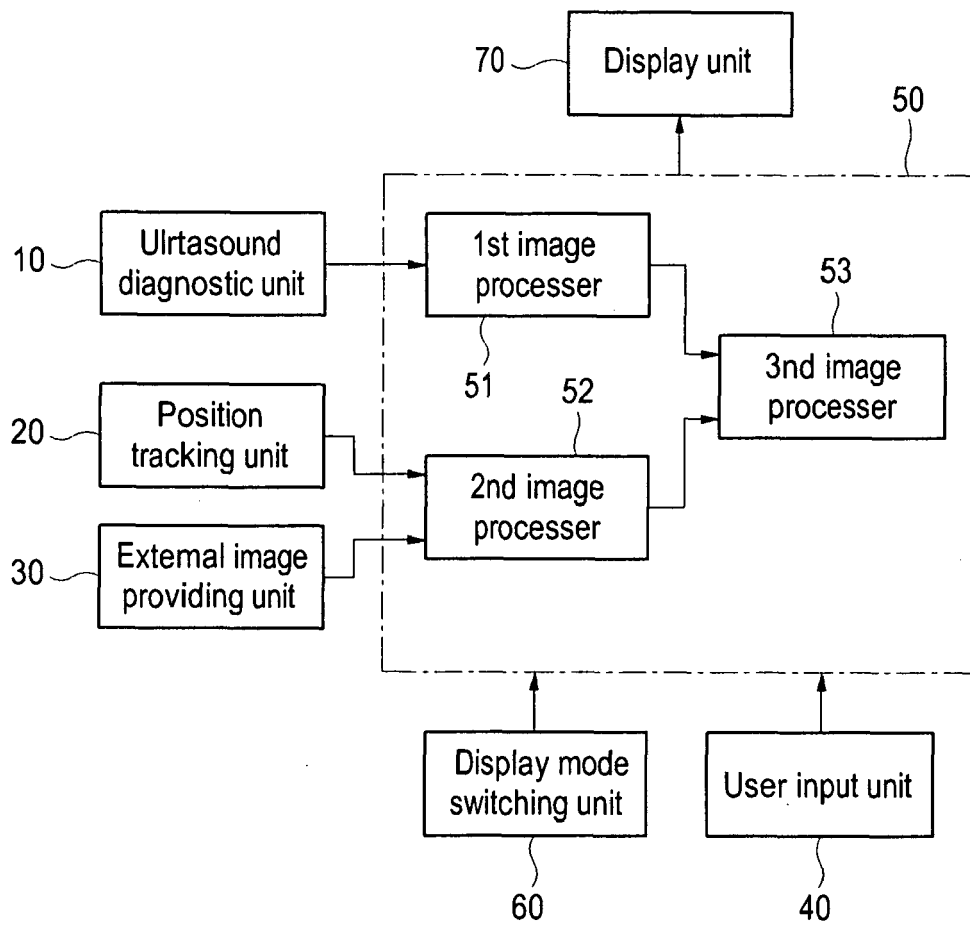 70
Display unit
50
10
Ulrtasound
diagnostic unit
1st image
processer
51
53
3nd image
processer
20
Position
tracking unit
52
2nd image
processer
30
External image
providing unit
Display mode
switching unit
60
User input unit
40